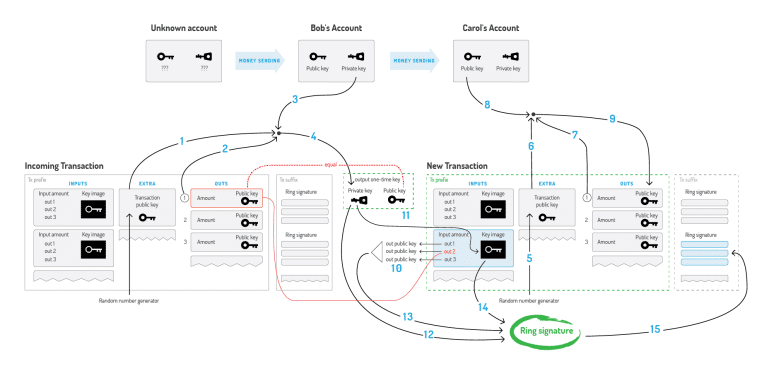 Unknown account
Bob's Account
Carol's Account
???
???
MONEY SENDING
Public key
Private key
MONEY SENDING
Public key
Private key
3
8
9
1
2
4
6
7
Incoming Transaction
equal
New Transaction
Tx prefix
Tx suffix
output one-time key
Tx prefix
Tx suffix
INPUTS
EXTRA
OUTS
Private key
Public key
INPUTS
EXTRA
OUTS
Input amount
Key image
out 1
out 2
out 3
Transaction
public key
1
Amount
Public key
Ring signature
11
Input amount
Key image
out 1
out 2
out 3
Transaction
public key
1
Amount
Public key
Ring signature
2
Amount
Public key
2
Amount
Public key
Input amount
Key image
out 1
out 2
out 3
3
Amount
Public key
Ring signature
out public key
out public key
out public key
10
Input amount
Key image
out 1
out 2
out 3
5
3
Amount
Public key
Ring signature
Random number generator
14
Random number generator
13
12
Ring signature
15